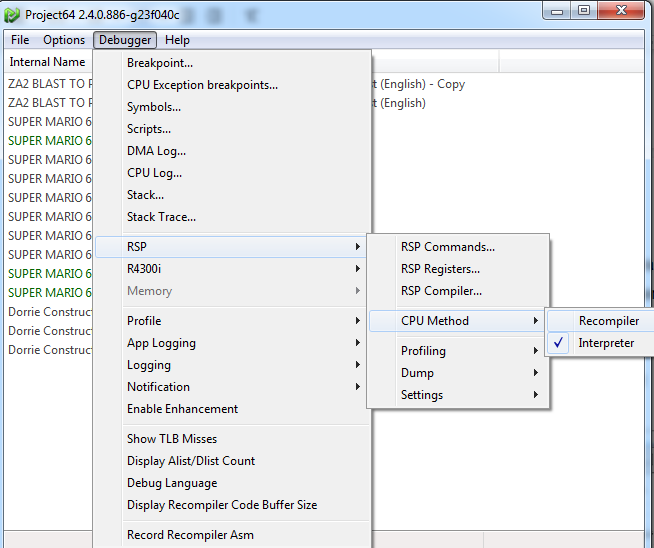 Project64 2.4.0.886-g23f040c
File Options Debugger Help
Internal Name
ZA2 BLAST TO P
t (English) - Copy
ZA2 BLAST TO P
t (English)
SUPER MARIO 6
SUPER MARIO 6
SUPER MARIO 6
SUPER MARIO 6
SUPER MARIO 6
SUPER MARIO 6
SUPER MARIO 6
SUPER MARIO 6
SUPER MARIO 6
SUPER MARIO 6
Dorrie Construct
Dorrie Construct
Dorrie Construct
Breakpoint...
CPU Exception breakpoints...
Symbols...
Scripts...
DMA Log...
CPU Log...
Stack...
Stack Trace...
RSP
R4300i
Memory
Profile
App Logging
Logging
Notification
Enable Enhancement
Show TLB Misses
Display Alist/Dlist Count
Debug Language
Display Recompiler Code Buffer Size
Record Recompiler Asm
RSP Commands...
RSP Registers...
RSP Compiler...
CPU Method
Profiling
Dump
Settings
Recompiler
Interpreter